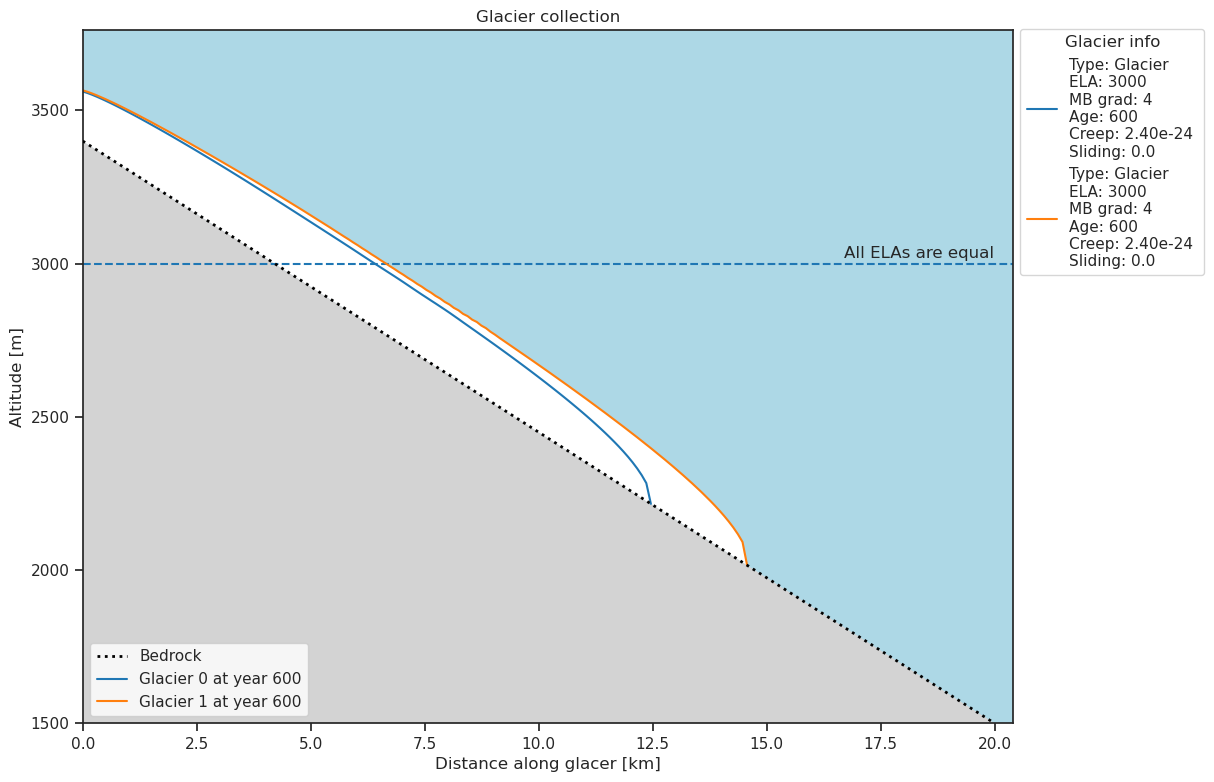 Glacier collection
Glacier info
Type: Glacier
ELA: 3000
MB grad: 4
Age: 600
Creep: 2.40e-24
Sliding: 0.0
Type: Glacier
ELA: 3000
MB grad: 4
Age: 600
Creep: 2.40e-24
Sliding: 0.0
All ELAs are equal
Altitude [m]
3500
3000
2500
2000
1500
Bedrock
Glacier 0 at year 600
Glacier 1 at year 600
0.0 2.5 5.0 7.5 10.0 12.5 15.0 17.5 20.0
Distance along glacer [km]